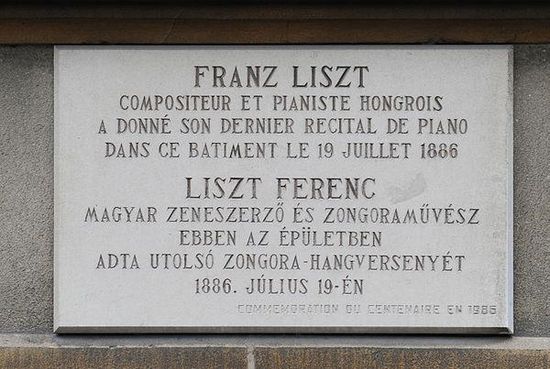 FRANZ LISZT
COMPOSITEUR ET PIANISTE HONGROIS
A DONNÉ SON DERNIER RECITAL DE PIANO
DANS CE BATIMENT LE 19 JUILLET 1886
LISZT FERENC
MAGYAR ZENESZERZŐ ÉS ZONGORAMŰVÉSZ
EBBEN AZ ÉPÜLETBEN
ADTA UTOLSÓ ZONGORA-HANGVERSENYÉT
1886. JÚLIUS 19-ÉN
COMMEMORATION DU CENTENAIRE EN 1986